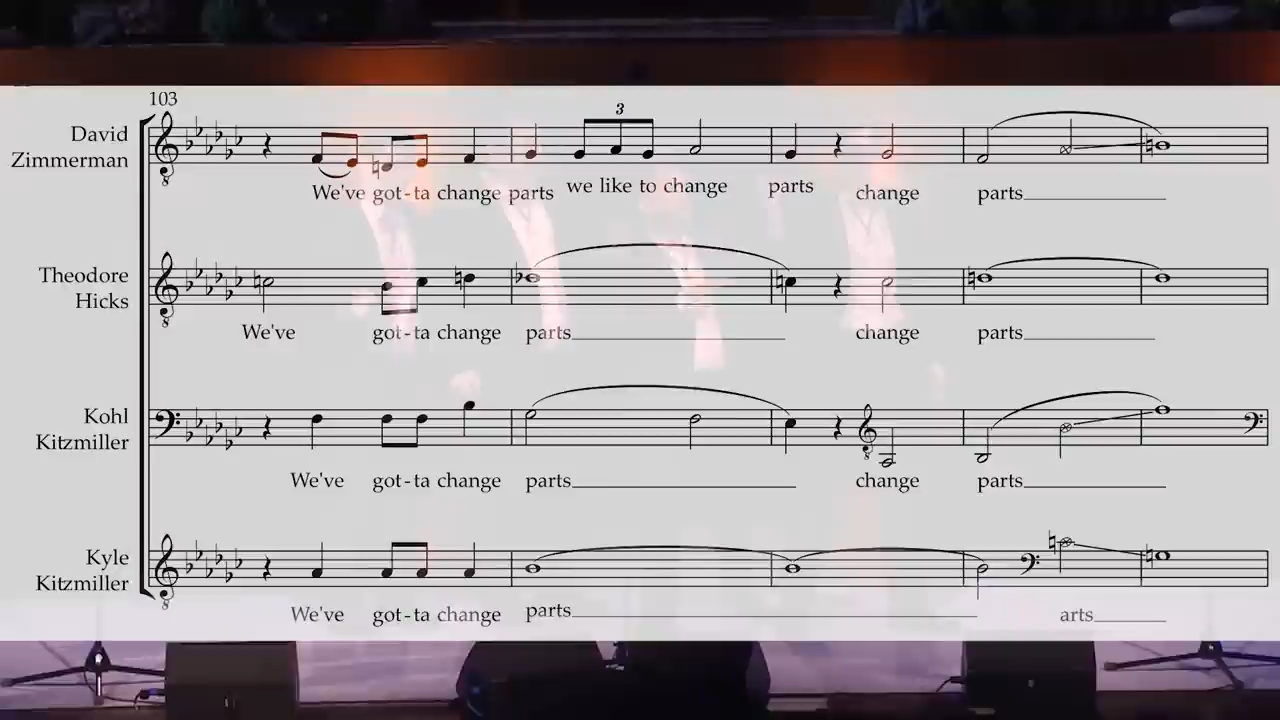 103
David
Zimmerman
3
We've got-ta change parts we like to change parts change parts
Theodore
Hicks
We've got-ta change parts change parts
Kohl
Kitzmiller
We've got-ta change parts change parts
Kyle
Kitzmiller
We've got-ta change parts arts